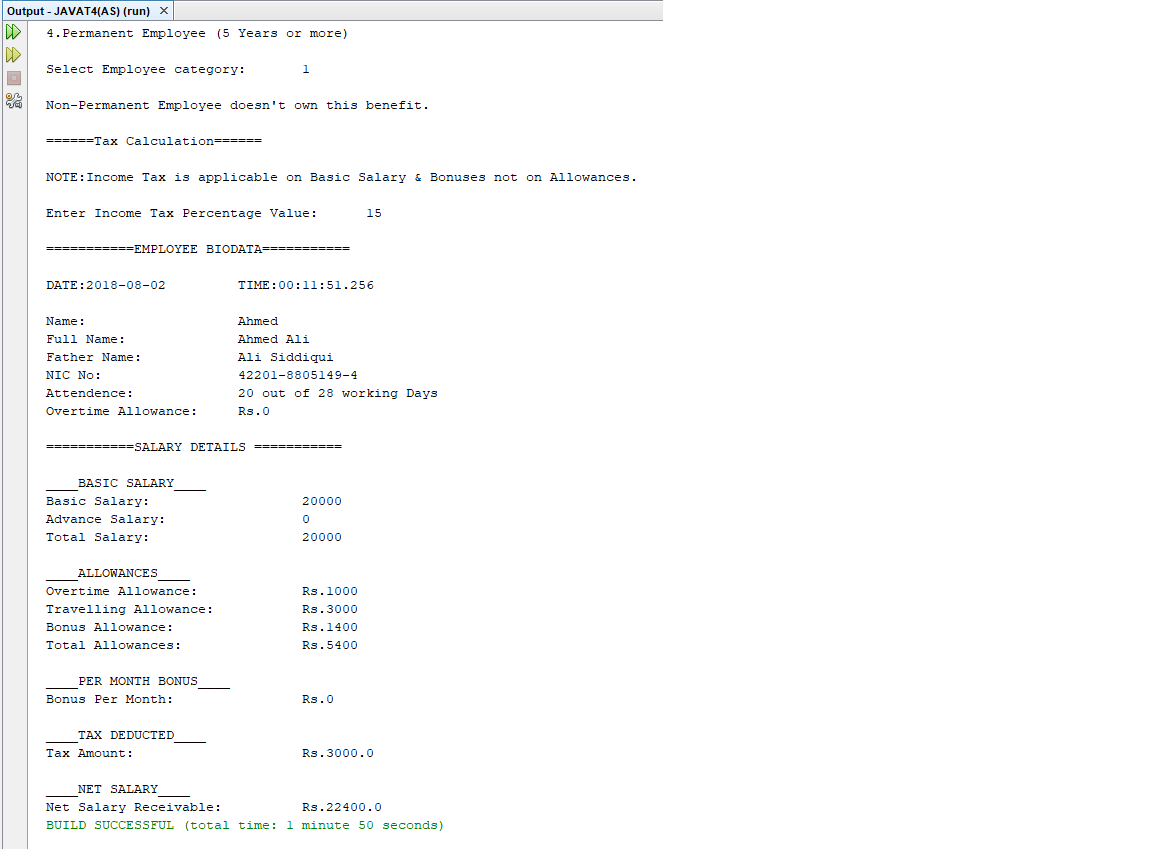 Output - JAVAT4(AS) (run) ×
4.Permanent Employee (5 Years or more)
Select Employee category: 1
Non-Permanent Employee doesn't own this benefit.
======Tax Calculation======
NOTE:Income Tax is applicable on Basic Salary & Bonuses not on Allowances.
Enter Income Tax Percentage Value: 15
===========EMPLOYEE BIODATA===========
DATE:2018-08-02 TIME:00:11:51.256
Name: Ahmed
Full Name: Ahmed Ali
Father Name: Ali Siddiqui
NIC No: 42201-8805149-4
Attendence: 20 out of 28 working Days
Overtime Allowance: Rs.0
===========SALARY DETAILS ===========
____BASIC SALARY____
Basic Salary: 20000
Advance Salary: 0
Total Salary: 20000
____ALLOWANCES____
Overtime Allowance: Rs.1000
Travelling Allowance: Rs.3000
Bonus Allowance: Rs.1400
Total Allowances: Rs.5400
____PER MONTH BONUS____
Bonus Per Month: Rs.0
____TAX DEDUCTED____
Tax Amount: Rs.3000.0
____NET SALARY____
Net Salary Receivable: Rs.22400.0
BUILD SUCCESSFUL (total time: 1 minute 50 seconds)